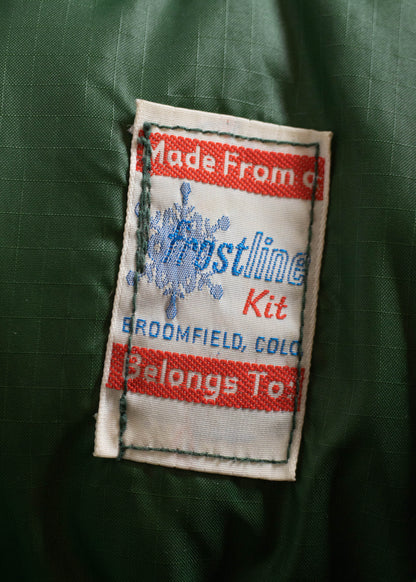 Made From a
frostline
Kit
BROOMFIELD, COLO
Belongs To: